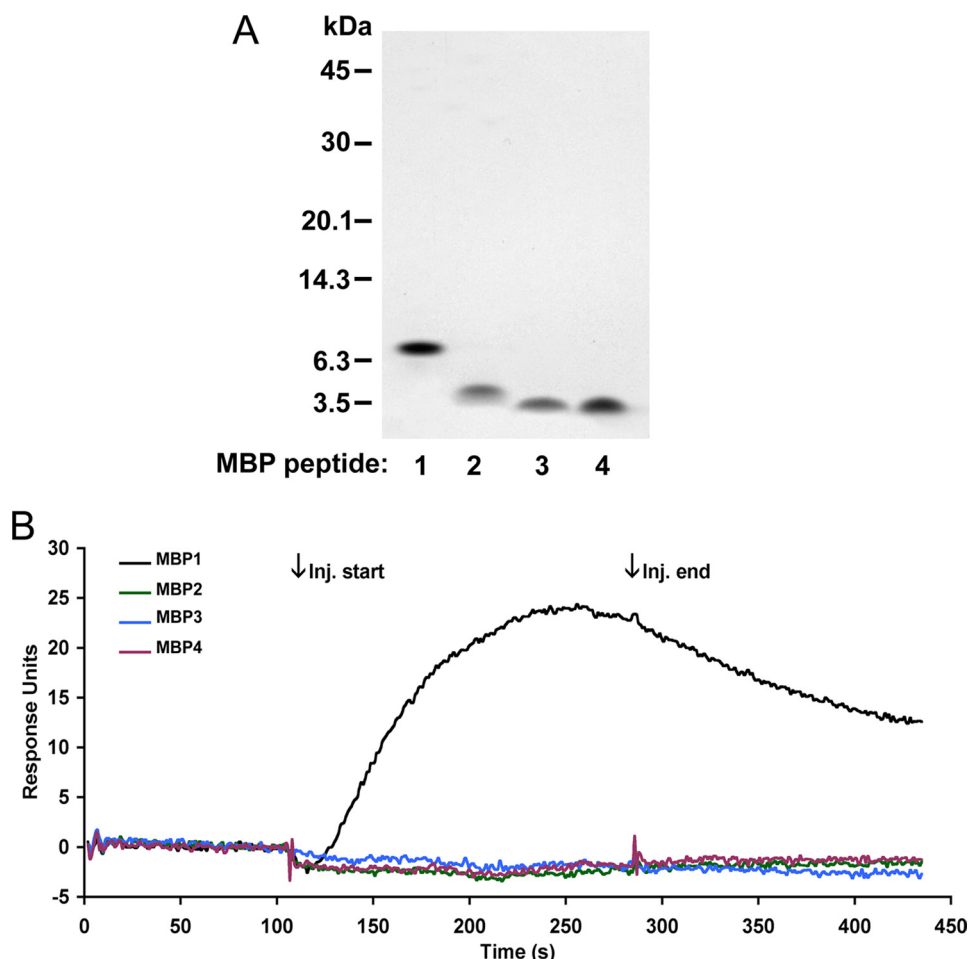 A
kDa
45
30
20.1
14.3
6.3
3.5
MBP peptide: 1 2 3 4
B
30
25
20
15
10
5
0
-5
MBP1
MBP2
MBP3
MBP4
↓Inj. start
↓Inj. end
Response Units
0 50 100 150 200 250 300 350 400 450
Time (s)